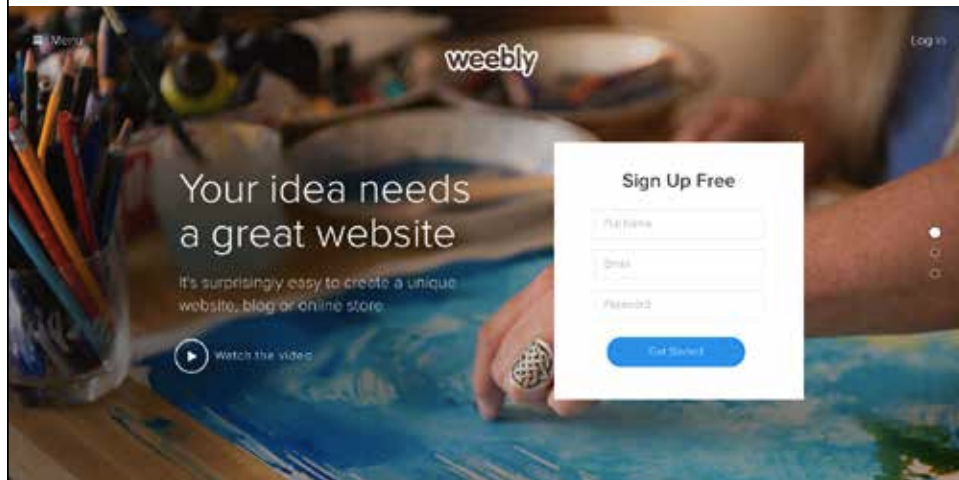 Menu
weebly
Log In
Your idea needs
a great website
It's surprisingly easy to create a unique
website, blog or online store
Watch the video
Sign Up Free
Full Name
Email
Password
Get Started